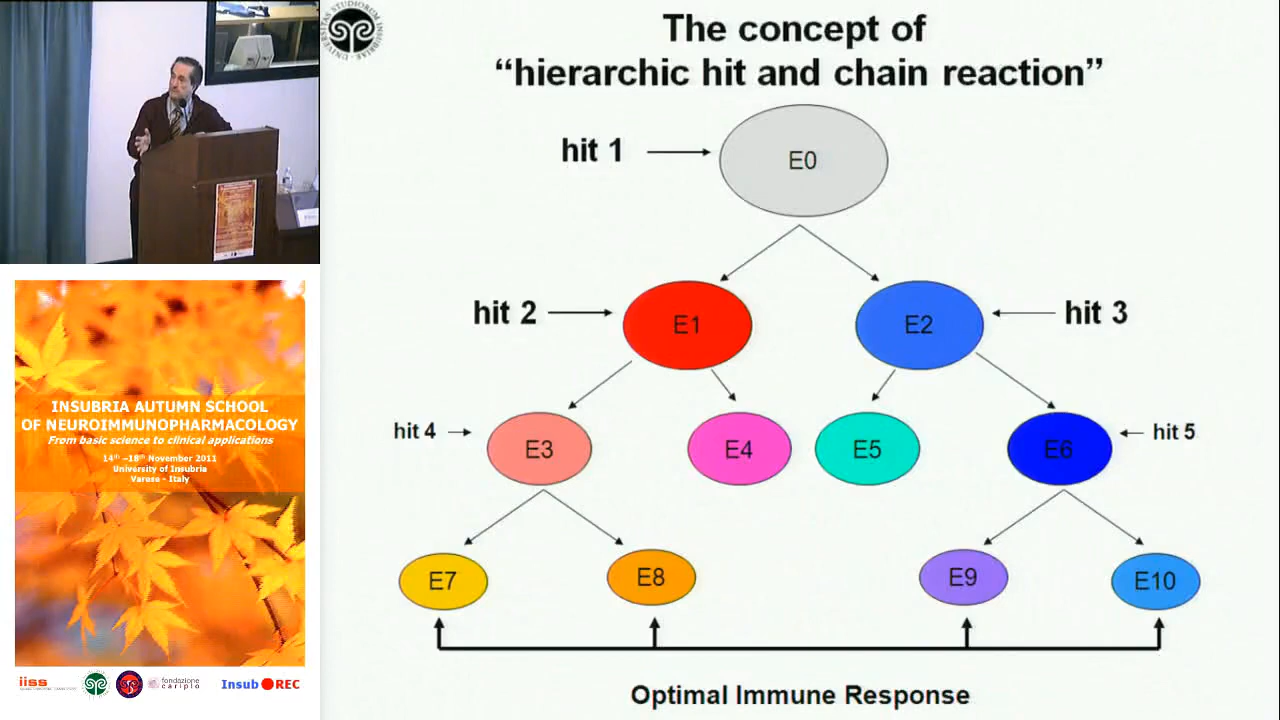 The concept of
“hierarchic hit and chain reaction”
hit 1
E0
hit 2
E1
E2
hit 3
hit 4
E3
E4
E5
E6
hit 5
E7
E8
E9
E10
Optimal Immune Response
INSUBRIA AUTUMN SCHOOL
OF NEUROIMMUNOPHARMACOLOGY
From basic science to clinical applications
14th –18th November 2011
University of Insubria
Varese - Italy
iiss
fondazione
cariplo
Insub REC